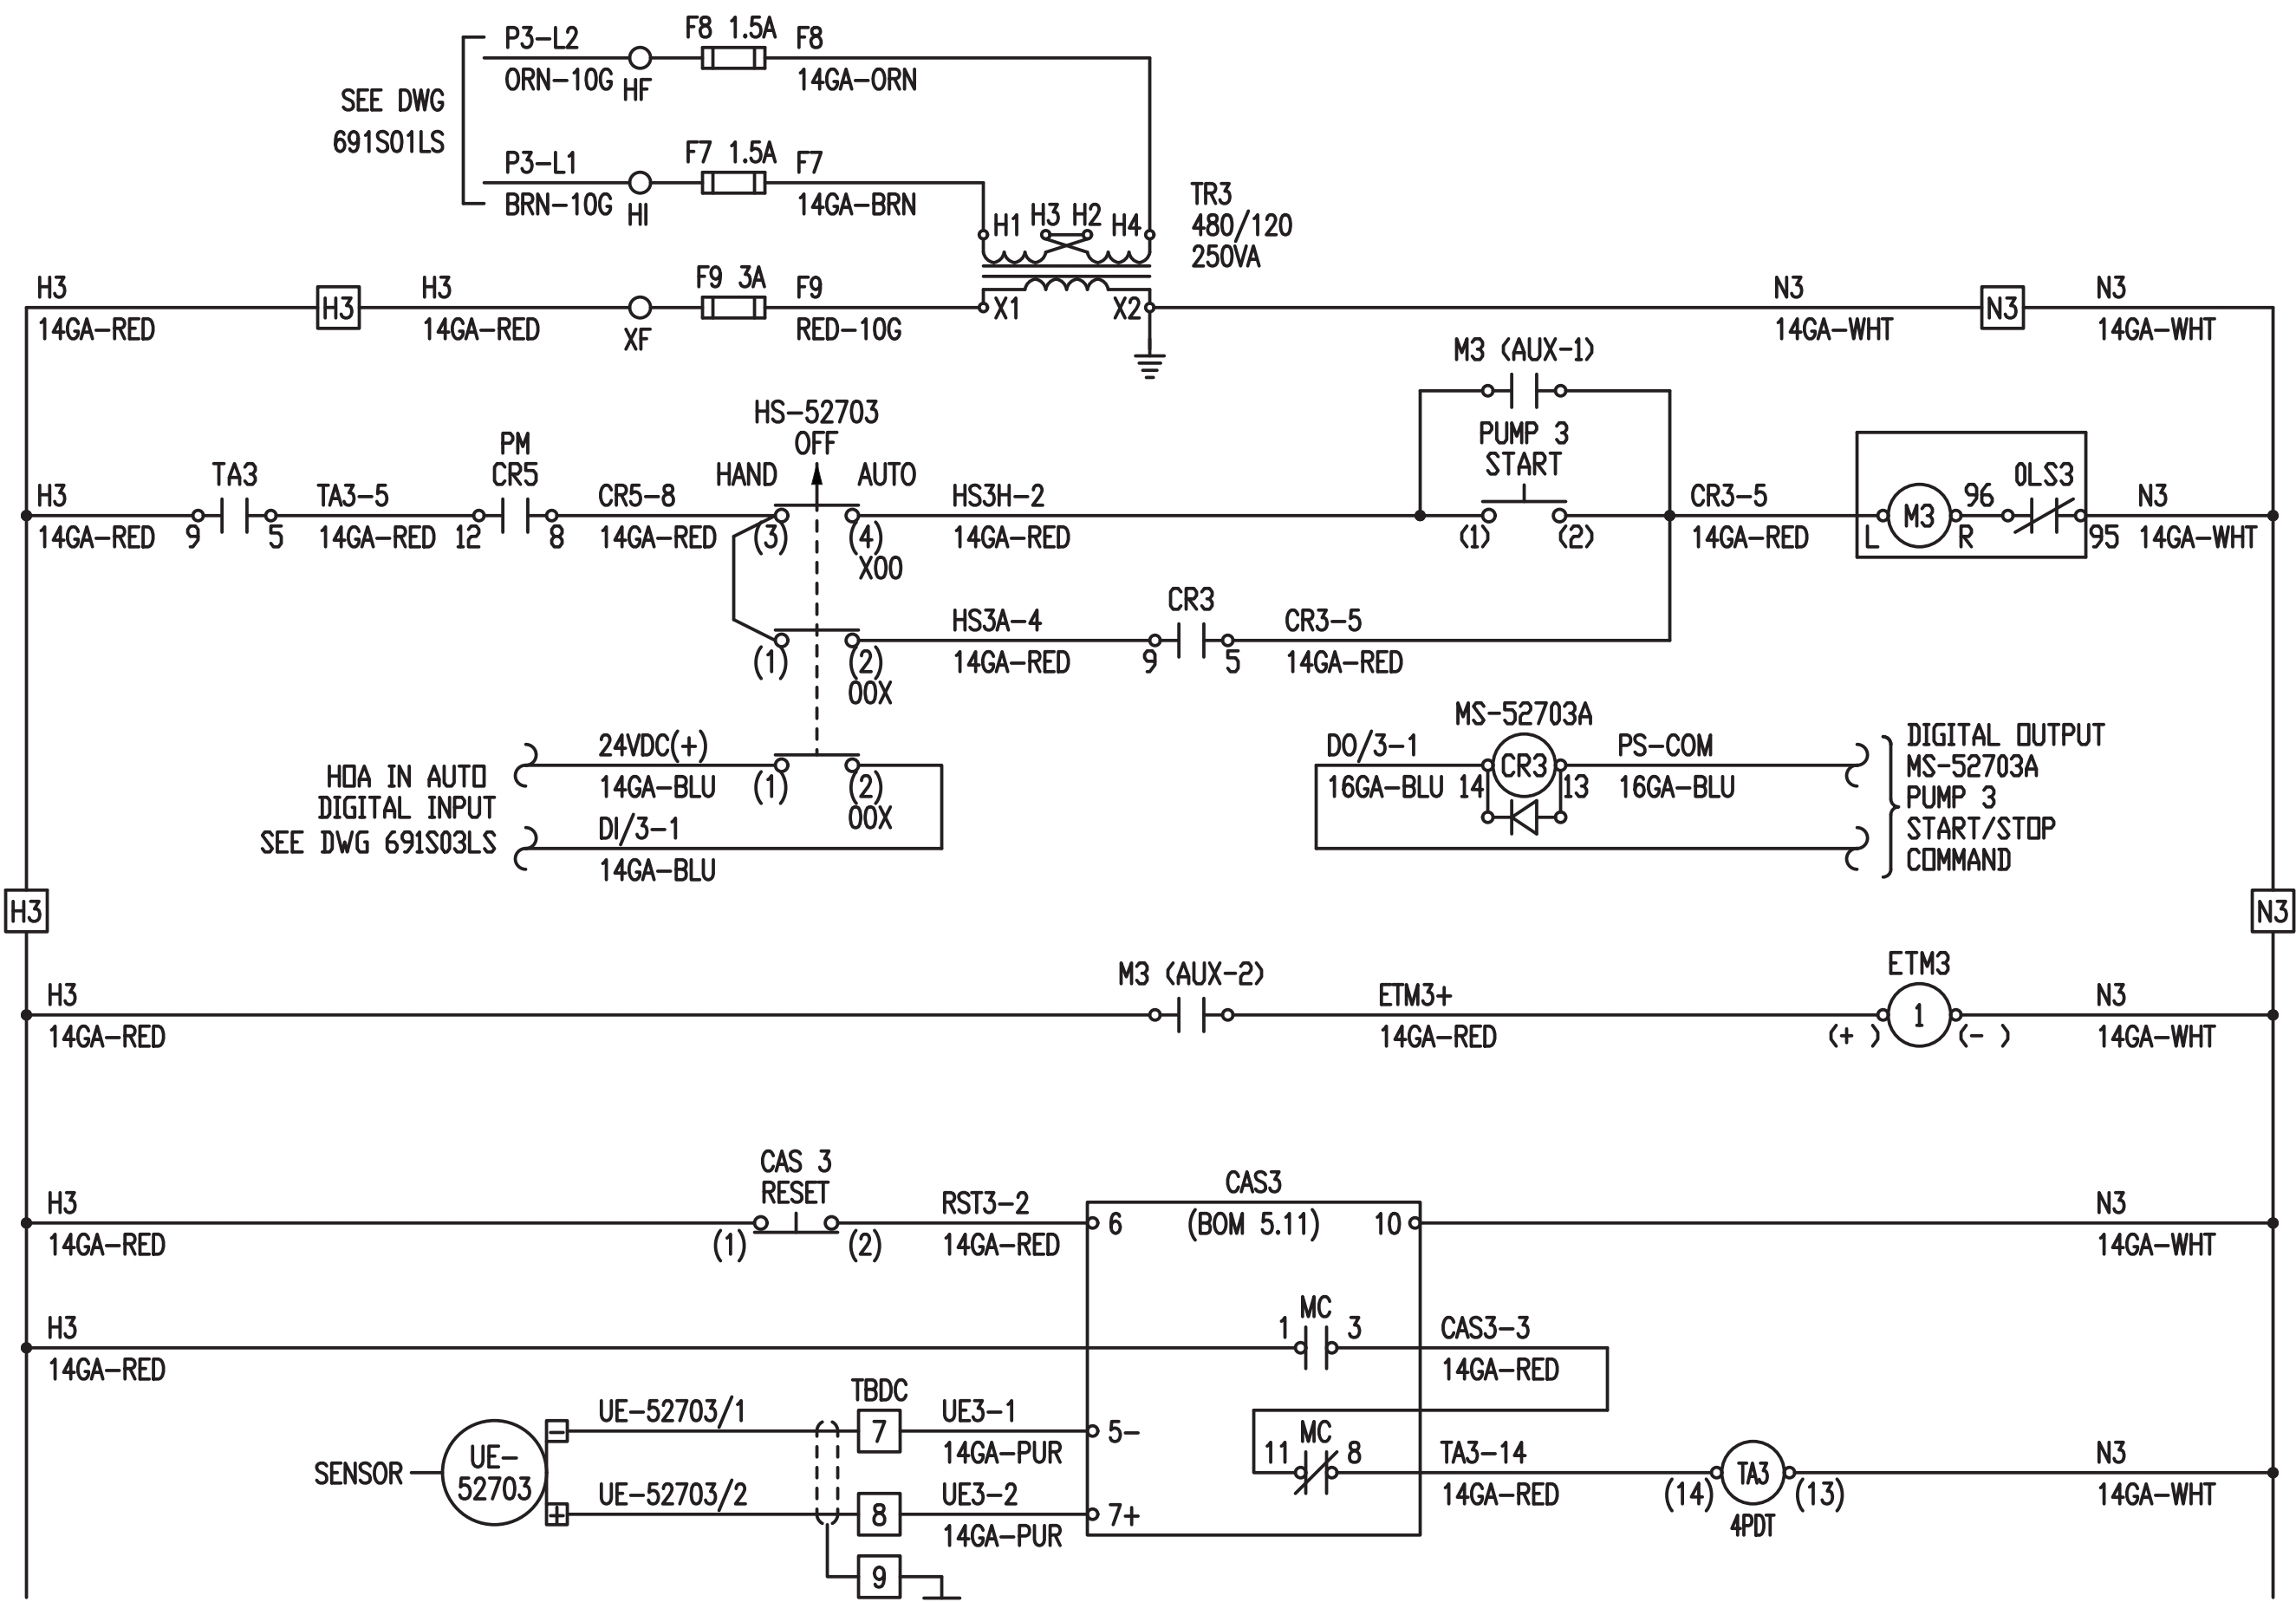 P3-L2
F8 1.5A
F8
ORN-10G
HF
14GA-ORN
SEE DWG
691S01LS
P3-L1
F7 1.5A
F7
BRN-10G
HI
14GA-BRN
H1 H3 H2 H4
TR3
480/120
250VA
H3
14GA-RED
H3
H3
14GA-RED
XF
F9 3A
F9
RED-10G
X1
X2
N3
14GA-WHT
N3
N3
14GA-WHT
M3 (AUX-1)
PUMP 3
START
HS-52703
OFF
HAND
AUTO
H3
14GA-RED
TA3
9
5
TA3-5
14GA-RED
PM
CR5
12
8
CR5-8
14GA-RED
(3)
(4)
X00
HS3H-2
14GA-RED
(1)
(2)
CR3-5
14GA-RED
L
M3
R
96
OLS3
95
N3
14GA-WHT
(1)
(2)
00X
HS3A-4
14GA-RED
CR3
9
5
CR3-5
14GA-RED
HOA IN AUTO
DIGITAL INPUT
SEE DWG 691S03LS
24VDC(+)
14GA-BLU
(1)
(2)
00X
DI/3-1
14GA-BLU
MS-52703A
DO/3-1
16GA-BLU
14
CR3
13
PS-COM
16GA-BLU
DIGITAL OUTPUT
MS-52703A
PUMP 3
START/STOP
COMMAND
H3
N3
H3
14GA-RED
M3 (AUX-2)
ETM3+
14GA-RED
ETM3
(+ )
1
(- )
N3
14GA-WHT
H3
14GA-RED
CAS 3
RESET
(1)
(2)
RST3-2
14GA-RED
CAS3
6
(BOM 5.11)
10
N3
14GA-WHT
H3
14GA-RED
1
MC
3
CAS3-3
14GA-RED
SENSOR
UE-
52703
-
+
UE-52703/1
UE-52703/2
TBDC
7
8
9
UE3-1
14GA-PUR
5-
UE3-2
14GA-PUR
7+
11
MC
8
TA3-14
14GA-RED
(14)
TA3
(13)
4PDT
N3
14GA-WHT